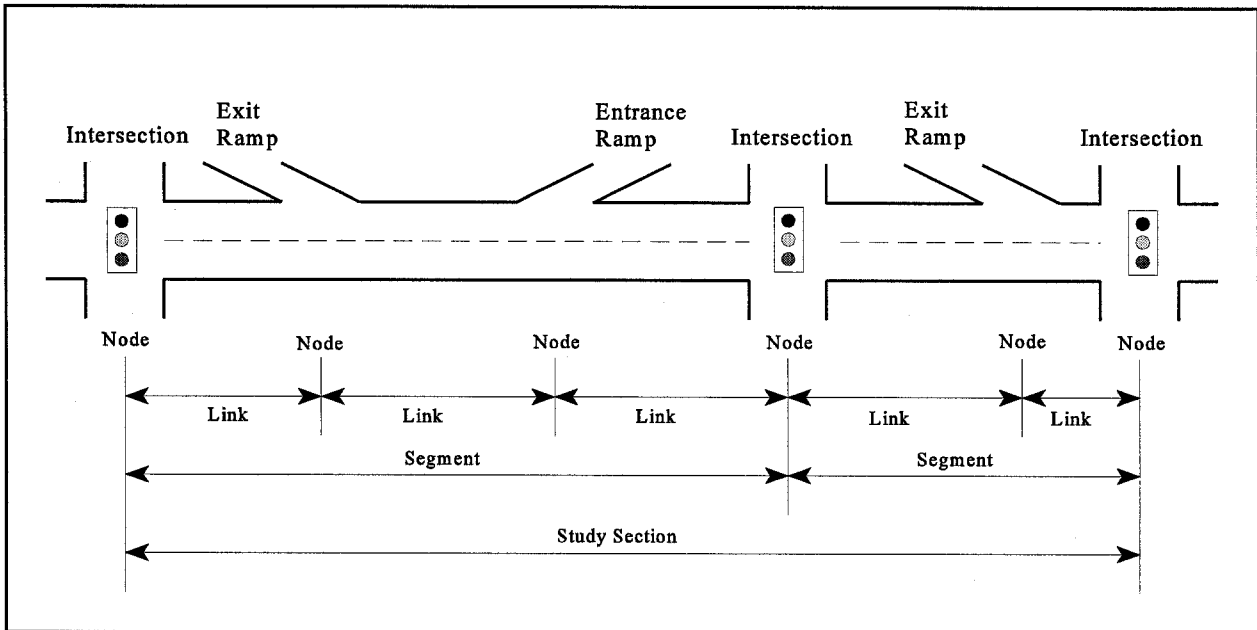 Intersection
Exit
Ramp
Entrance
Ramp
Intersection
Exit
Ramp
Intersection
Node
Node
Node
Node
Node
Node
Link
Link
Link
Link
Link
Segment
Segment
Study Section